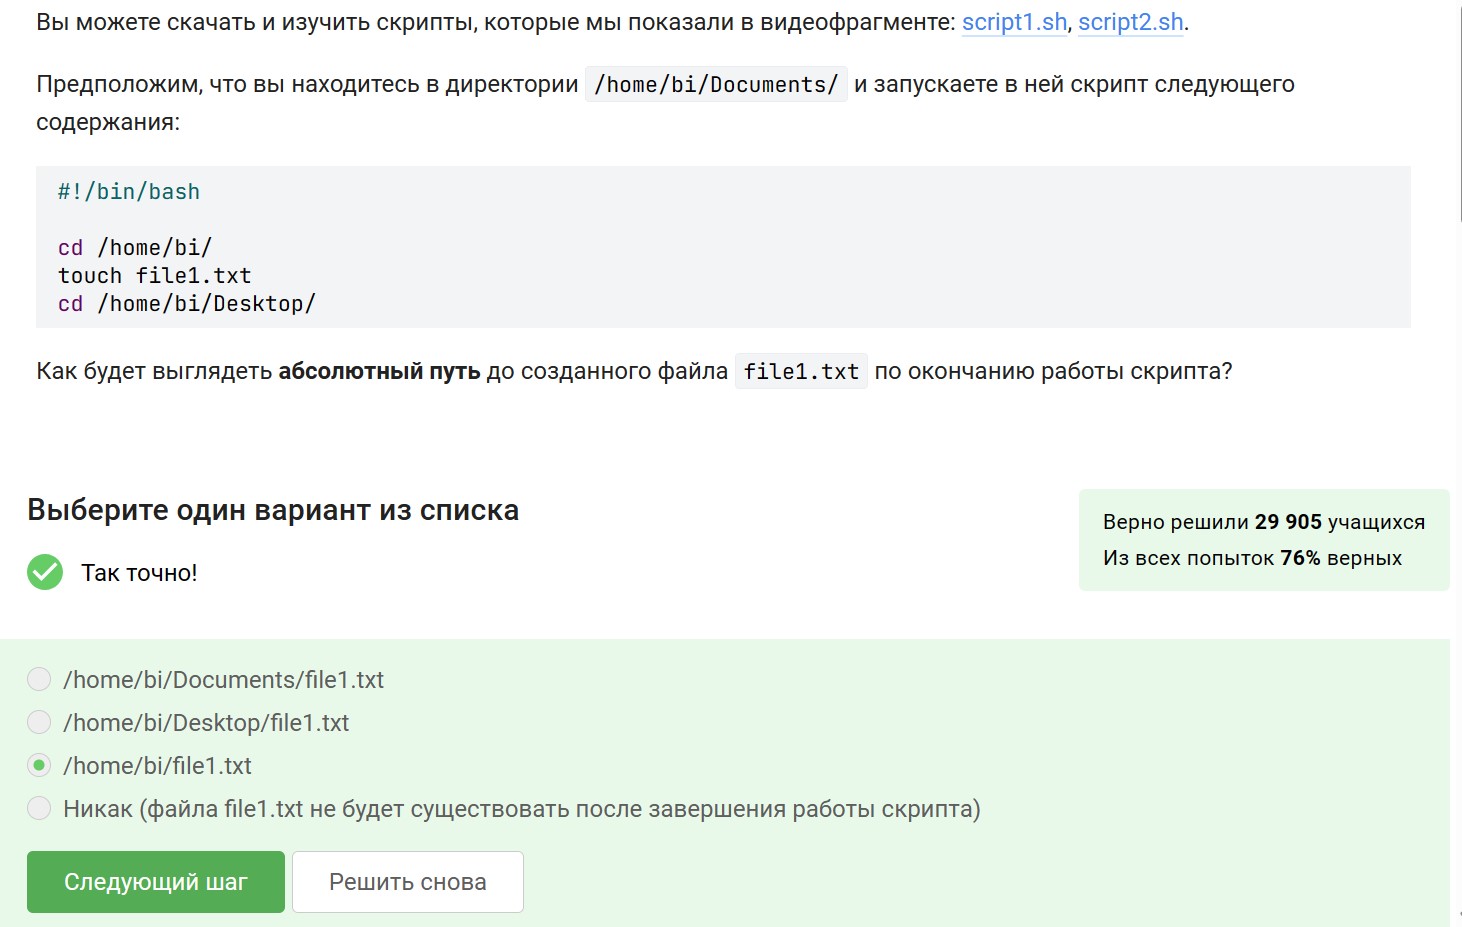 Вы можете скачать и изучить скрипты, которые мы показали в видеофрагменте: script1.sh, script2.sh.
Предположим, что вы находитесь в директории /home/bi/Documents/ и запускаете в ней скрипт следующего
содержания:
#!/bin/bash
cd /home/bi/
touch file1.txt
cd /home/bi/Desktop/
Как будет выглядеть абсолютный путь до созданного файла file1.txt по окончанию работы скрипта?
Выберите один вариант из списка
Верно решили 29 905 учащихся
Из всех попыток 76% верных
Так точно!
/home/bi/Documents/file1.txt
/home/bi/Desktop/file1.txt
/home/bi/file1.txt
Никак (файла file1.txt не будет существовать после завершения работы скрипта)
Следующий шаг
Решить снова